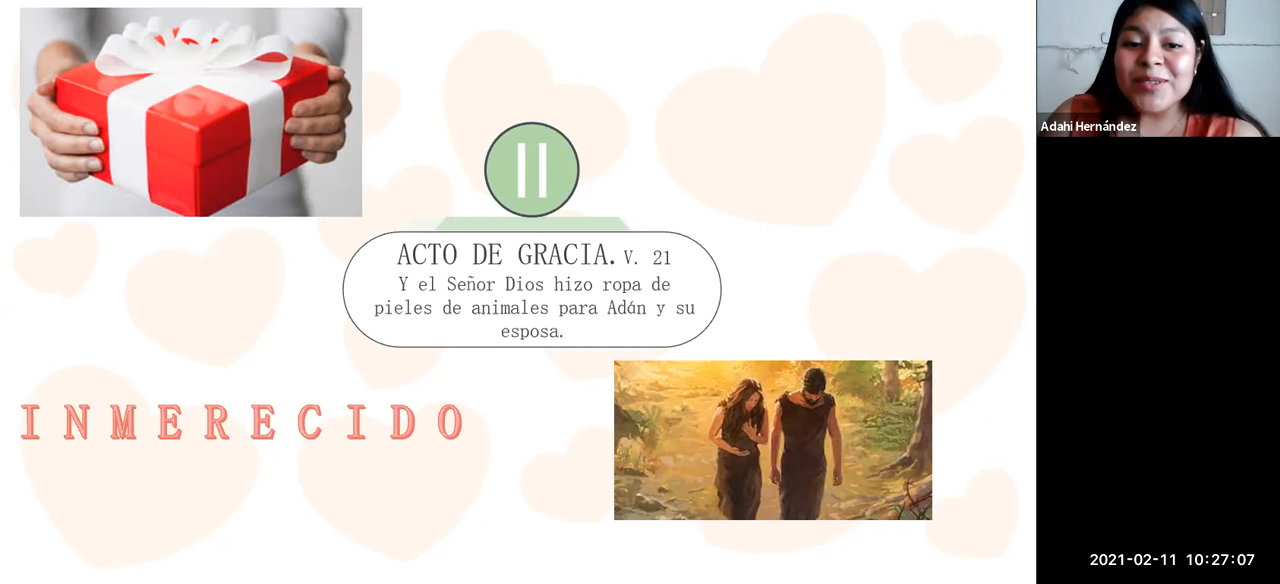 II
ACTO DE GRACIA. V. 21
Y el Señor Dios hizo ropa de
pieles de animales para Adán y su
esposa.
INMERECIDO
Adahi Hernández
2021-02-11 10:27:07